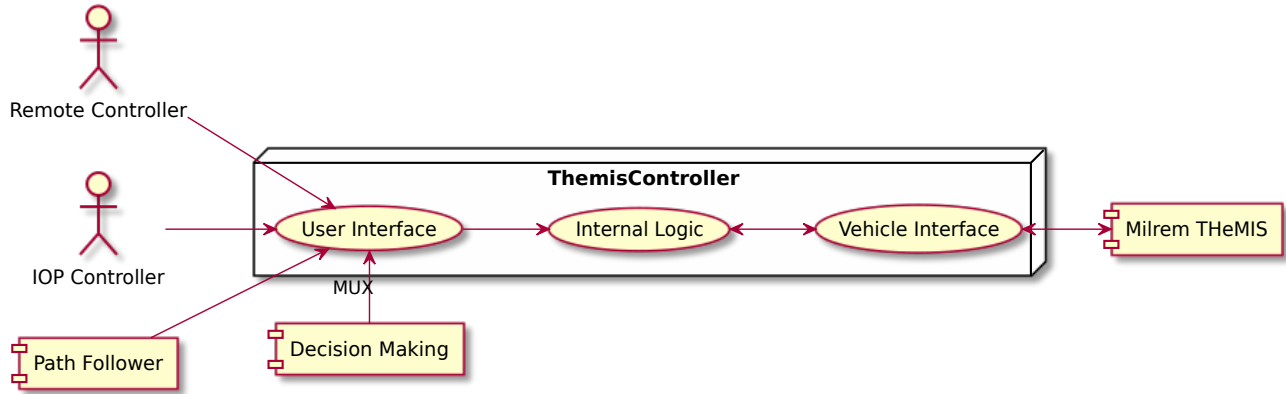 Remote Controller
ThemisController
User Interface
Internal Logic
Vehicle Interface
Milrem THeMIS
IOP Controller
MUX
Path Follower
Decision Making